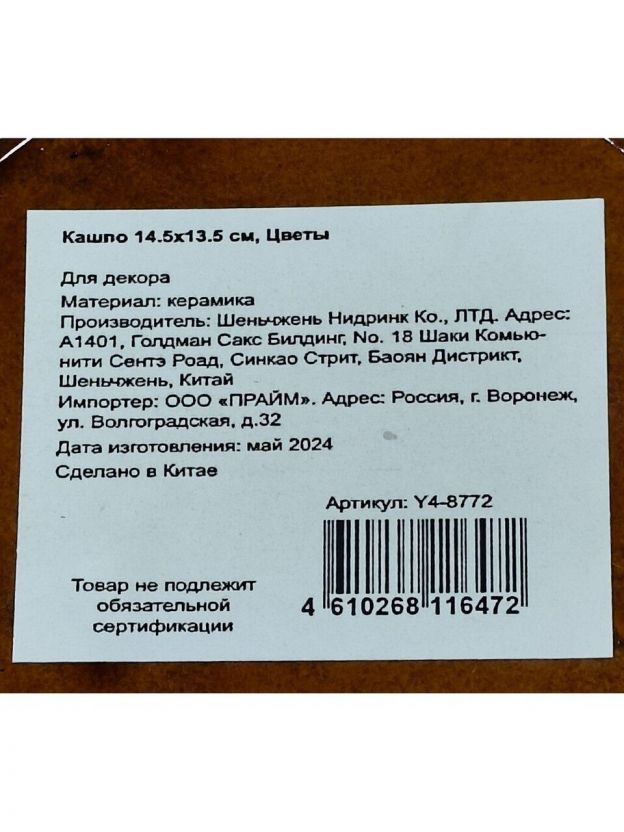 Кашпо 14.5х13.5 см, Цветы
Для декора
Материал: керамика
Производитель: Шеньчжень Нидринк Ко., ЛТД. Адрес:
А1401, Голдман Сакс Билдинг, No. 18 Шаки Комью-
нити Сентэ Роад, Синкао Стрит, Баоян Дистрикт,
Шеньчжень, Китай
Импортер: ООО «ПРАЙМ». Адрес: Россия, г. Воронеж,
ул. Волгоградская, д.32
Дата изготовления: май 2024
Сделано в Китае
Артикул: Y4-8772
Товар не подлежит
обязательной
сертификации
4 610268 116472